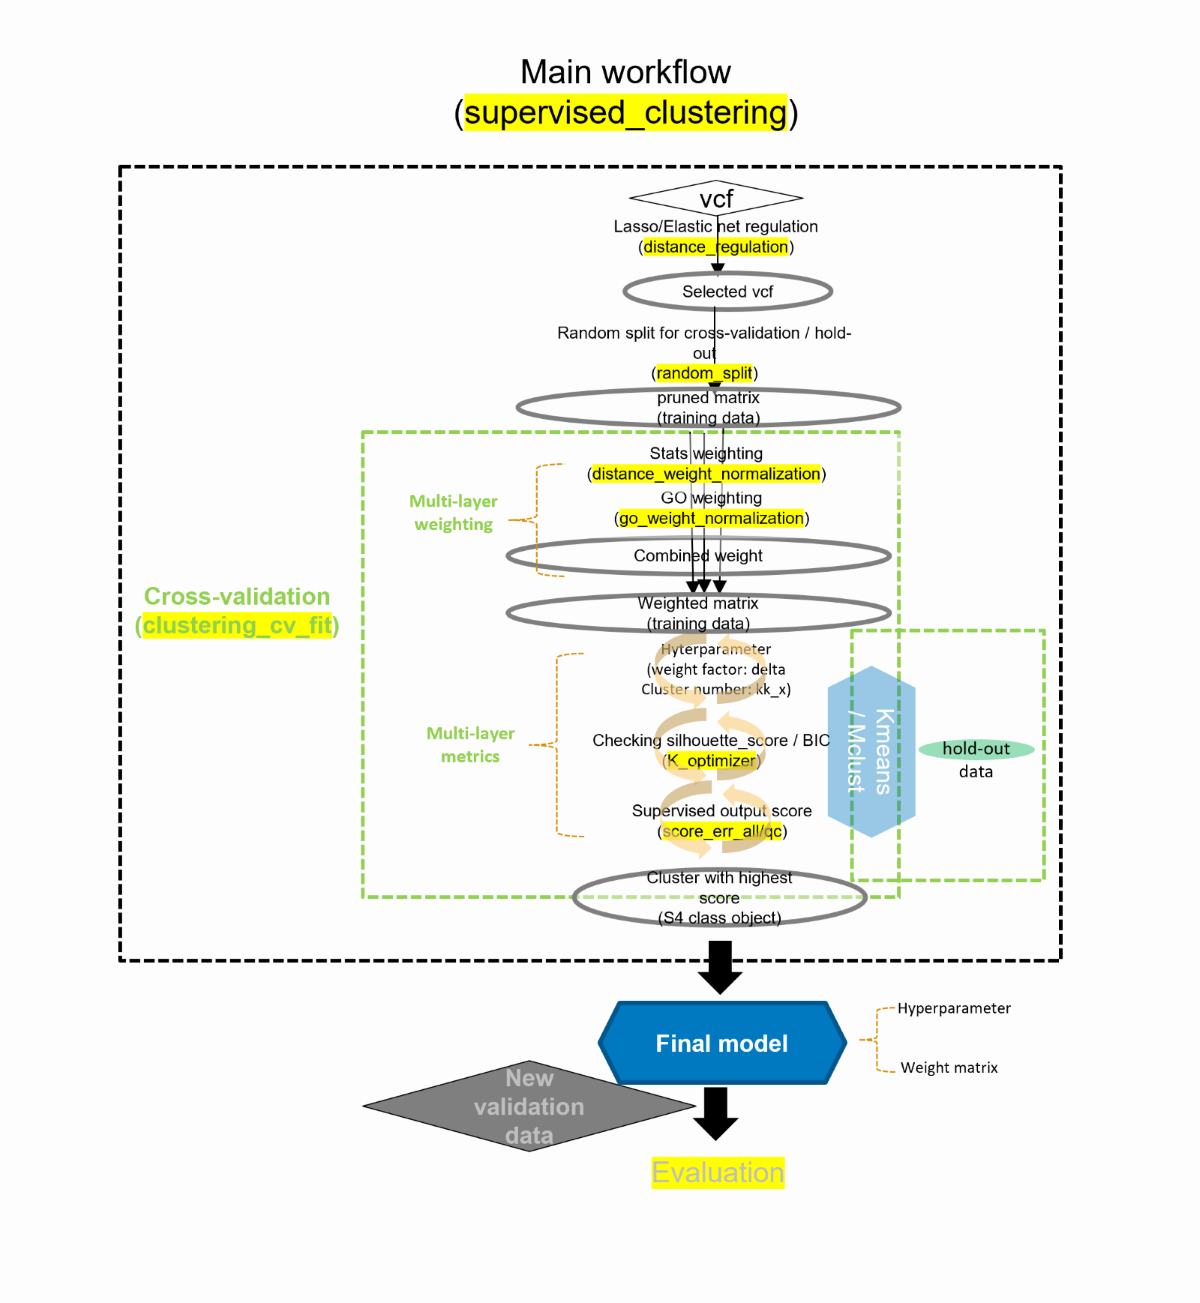 Main workflow
(supervised_clustering)
vcf
Lasso/Elastic net regulation
(distance_regulation)
Selected vcf
Random split for cross-validation / hold-
out
(random_split)
pruned matrix
(training data)
Stats weighting
(distance_weight_normalization)
GO weighting
(go_weight_normalization)
Multi-layer
weighting
Combined weight
Cross-validation
(clustering_cv_fit)
Weighted matrix
(training data)
Hyterparameter
(weight factor: delta
Cluster number: kk_x)
Multi-layer
metrics
Checking silhouette_score / BIC
(K_optimizer)
Kmeans
/ Mclust
hold-out
data
Supervised output score
(score_err_all/qc)
Cluster with highest
score
(S4 class object)
Final model
Hyperparameter
Weight matrix
New
validation
data
Evaluation